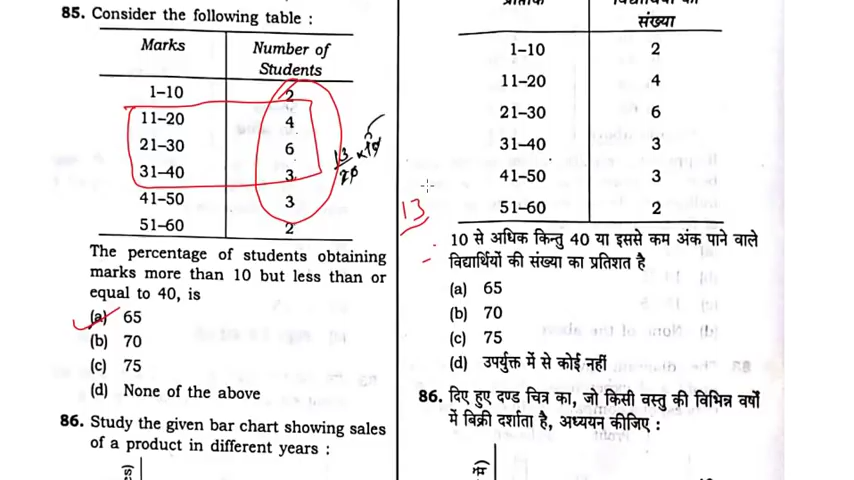 85. Consider the following table :
Marks Number of
Students
1–10 2
11–20 4
21–30 6
31–40 3
41–50 3
51–60 2
The percentage of students obtaining
marks more than 10 but less than or
equal to 40, is
(a) 65
(b) 70
(c) 75
(d) None of the above
86. Study the given bar chart showing sales
of a product in different years :
13
13
संख्या
1–10 2
11–20 4
21–30 6
31–40 3
41–50 3
51–60 2
10 से अधिक किन्तु 40 या इससे कम अंक पाने वाले
विद्यार्थियों की संख्या का प्रतिशत है
(a) 65
(b) 70
(c) 75
(d) उपर्युक्त में से कोई नहीं
86. दिए हुए दण्ड चित्र का, जो किसी वस्तु की विभिन्न वर्षों
में बिक्री दर्शाता है, अध्ययन कीजिए :